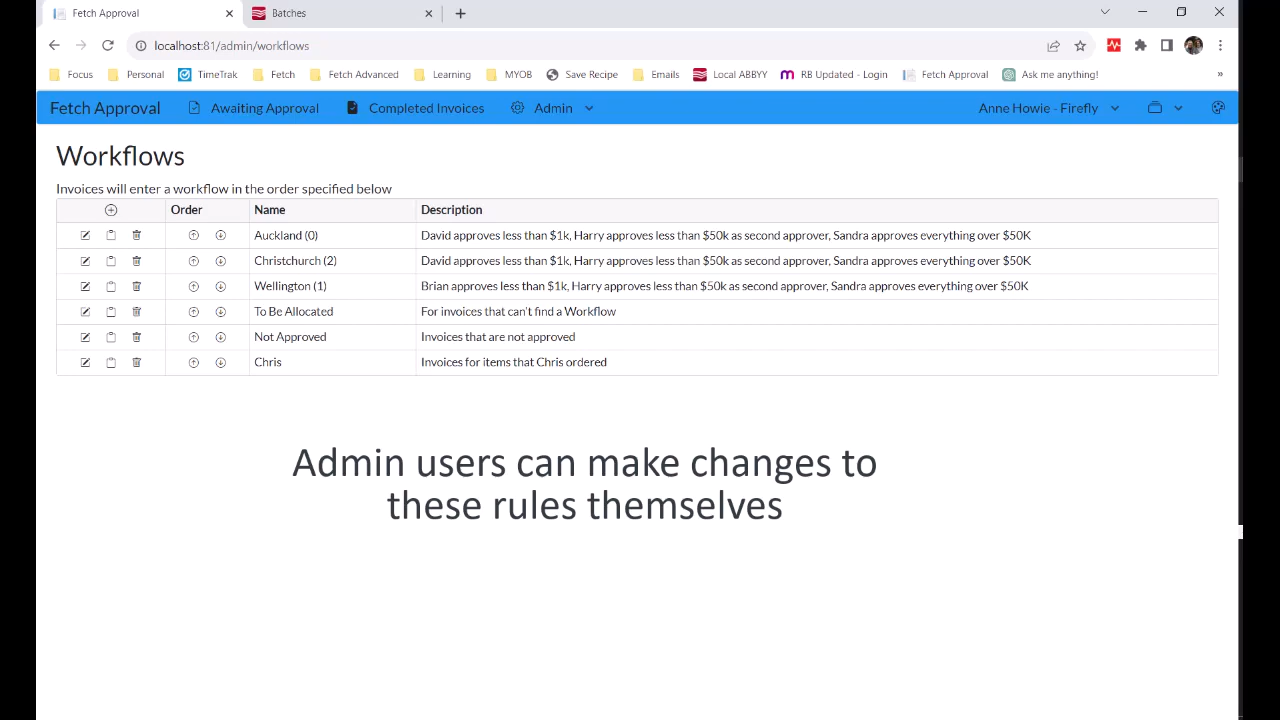 Fetch Approval
Batches
localhost:81/admin/workflows
Focus Personal TimeTrak Fetch Fetch Advanced Learning MYOB Save Recipe Emails Local ABBYY RB Updated - Login Fetch Approval Ask me anything! »
Fetch Approval Awaiting Approval Completed Invoices Admin Anne Howie - Firefly
Workflows
Invoices will enter a workflow in the order specified below
Order Name Description
Auckland (0) David approves less than $1k, Harry approves less than $50k as second approver, Sandra approves everything over $50K
Christchurch (2) David approves less than $1k, Harry approves less than $50k as second approver, Sandra approves everything over $50K
Wellington (1) Brian approves less than $1k, Harry approves less than $50k as second approver, Sandra approves everything over $50K
To Be Allocated For invoices that can't find a Workflow
Not Approved Invoices that are not approved
Chris Invoices for items that Chris ordered
Admin users can make changes to
these rules themselves